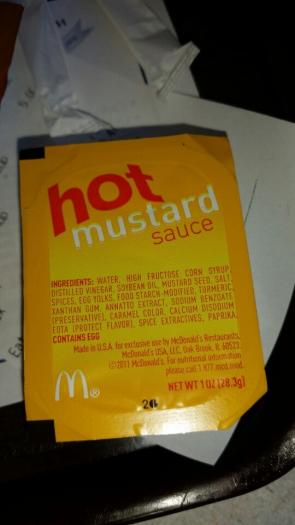 hot
mustard
sauce
INGREDIENTS: WATER, HIGH FRUCTOSE CORN SYRUP,
DISTILLED VINEGAR, SOYBEAN OIL, MUSTARD SEED, SALT,
SPICES, EGG YOLKS, FOOD STARCH-MODIFIED, TURMERIC,
XANTHAN GUM, ANNATTO EXTRACT, SODIUM BENZOATE
(PRESERVATIVE), CARAMEL COLOR, CALCIUM DISODIUM
EDTA (PROTECT FLAVOR), SPICE EXTRACTIVES, PAPRIKA.
CONTAINS EGG
Made in U.S.A. for exclusive use by McDonald's Restaurants,
McDonald's USA, LLC, Oak Brook, IL 60523
©2011 McDonald's. For nutritional information
please call 1.877.mcd.food.
M®
NET WT 1 OZ (28.3g)